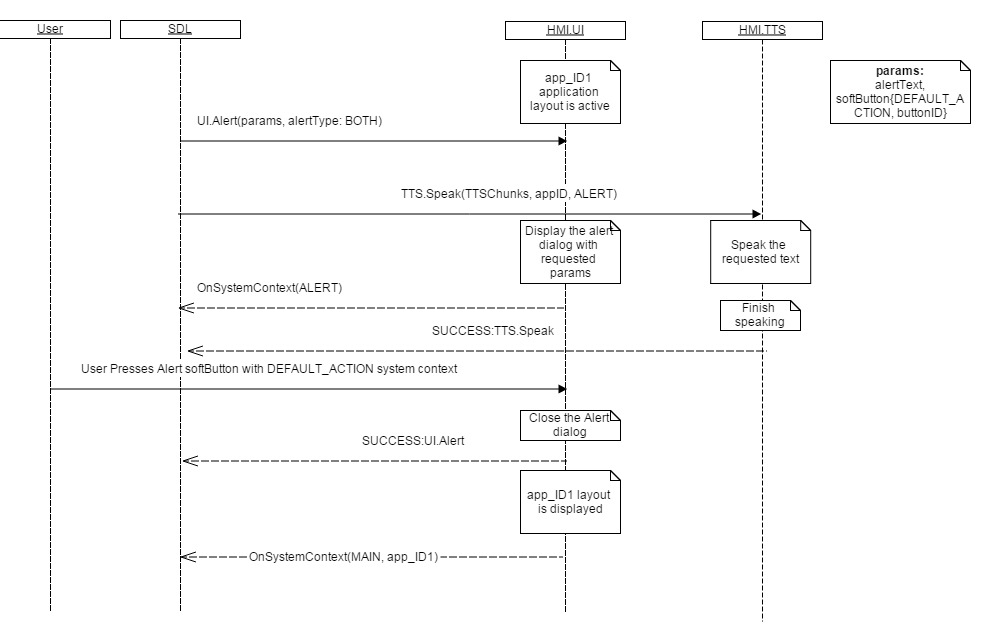 User
SDL
HMI.UI
HMI.TTS
app_ID1
application
layout is active
params:
alertText,
softButton{DEFAULT_A
CTION, buttonID}
UI.Alert(params, alertType: BOTH)
TTS.Speak(TTSChunks, appID, ALERT)
Display the alert
dialog with
requested
params
Speak the
requested text
OnSystemContext(ALERT)
Finish
speaking
SUCCESS:TTS.Speak
User Presses Alert softButton with DEFAULT_ACTION system context
Close the Alert
dialog
SUCCESS:UI.Alert
app_ID1 layout
is displayed
OnSystemContext(MAIN, app_ID1)